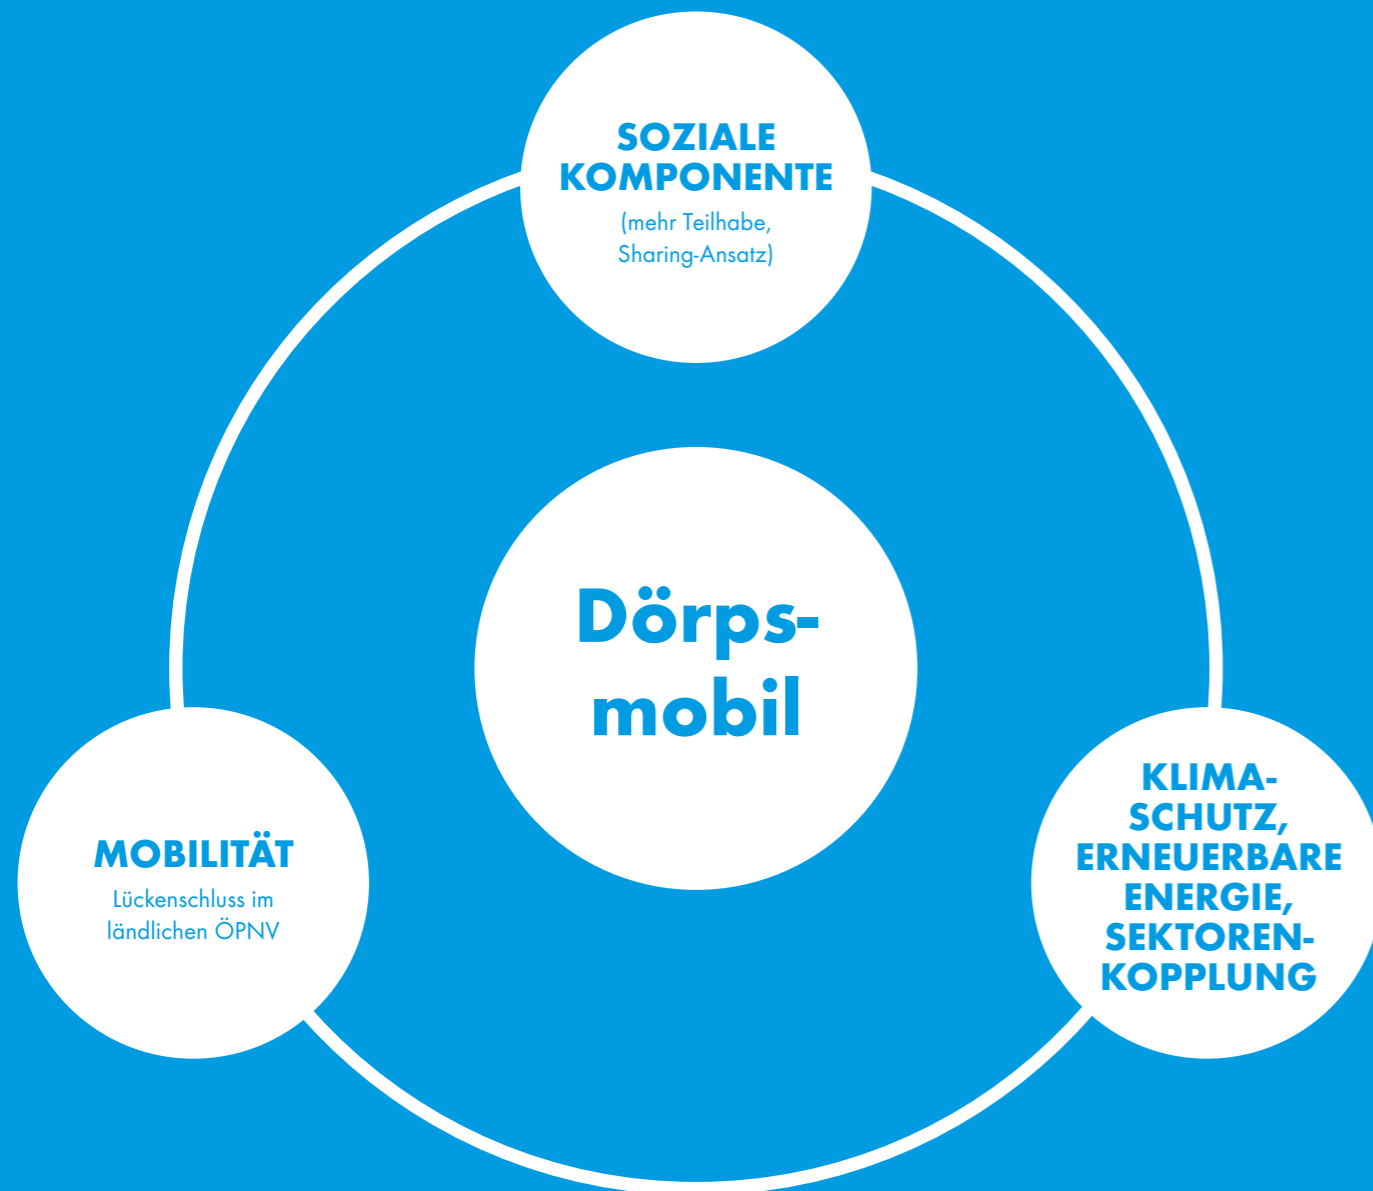 SOZIALE
KOMPONENTE
(mehr Teilhabe,
Sharing-Ansatz)
Dörps-
mobil
MOBILITÄT
Lückenschluss im
ländlichen ÖPNV
KLIMA-
SCHUTZ,
ERNEUERBARE
ENERGIE,
SEKTOREN-
KOPPLUNG